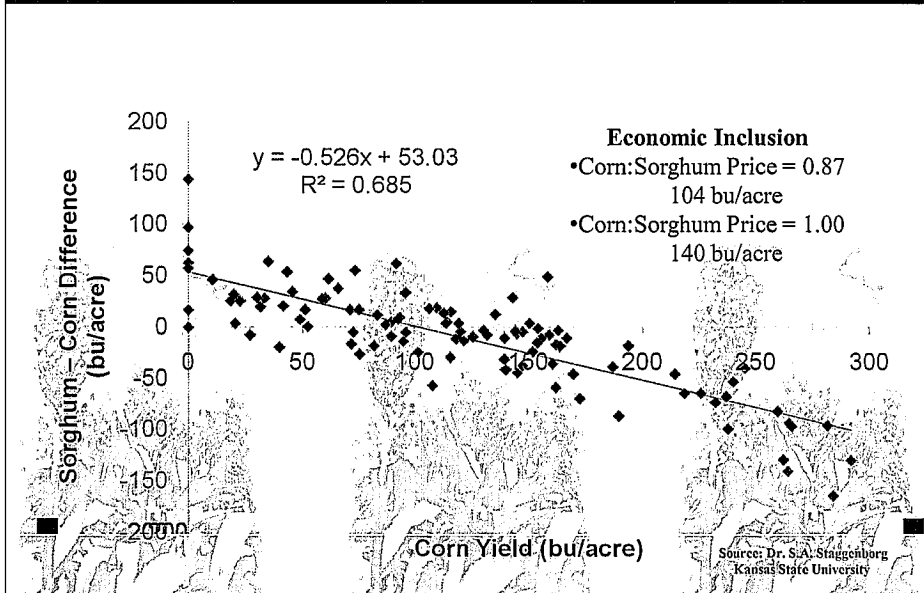 200
150
100
50
0
-50
-100
-150
Sorghum – Corn Difference
(bu/acre)
y = -0.526x + 53.03
R² = 0.685
Economic Inclusion
•Corn:Sorghum Price = 0.87
104 bu/acre
•Corn:Sorghum Price = 1.00
140 bu/acre
0 50 100 150 200 250 300
Corn Yield (bu/acre)
Source: Dr. S.A. Staggenborg
Kansas State University